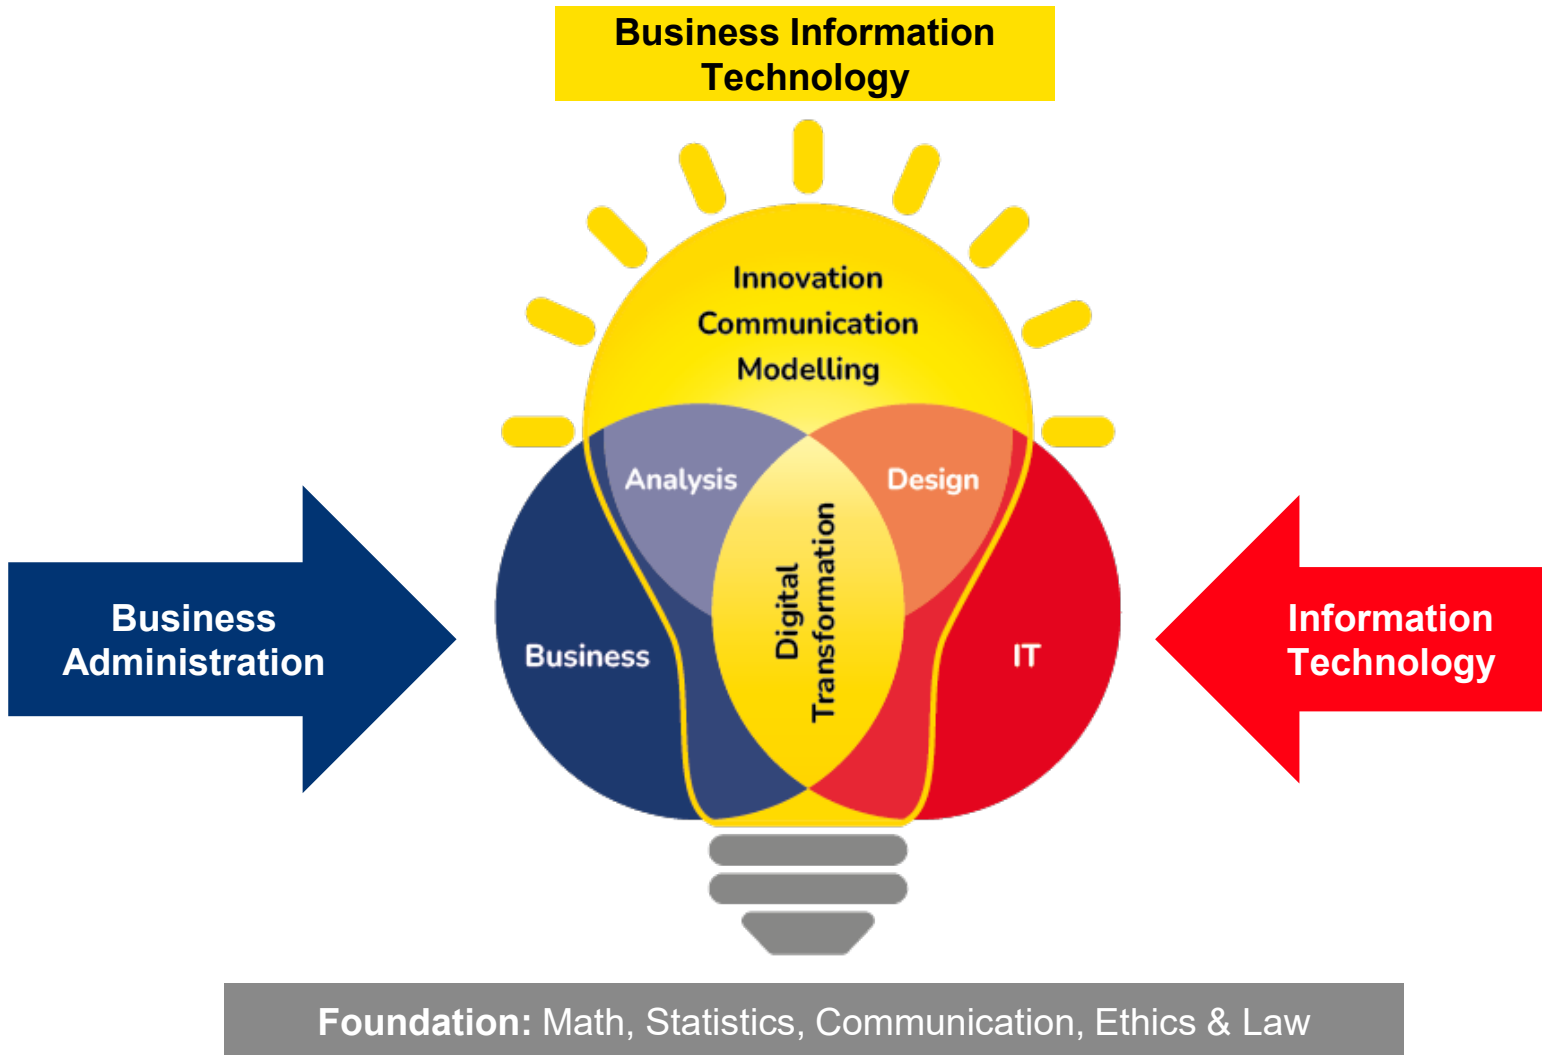 Business Information
Technology
Innovation
Communication
Modelling
Analysis
Design
Digital
Transformation
Business
IT
Business
Administration
Information
Technology
Foundation: Math, Statistics, Communication, Ethics & Law